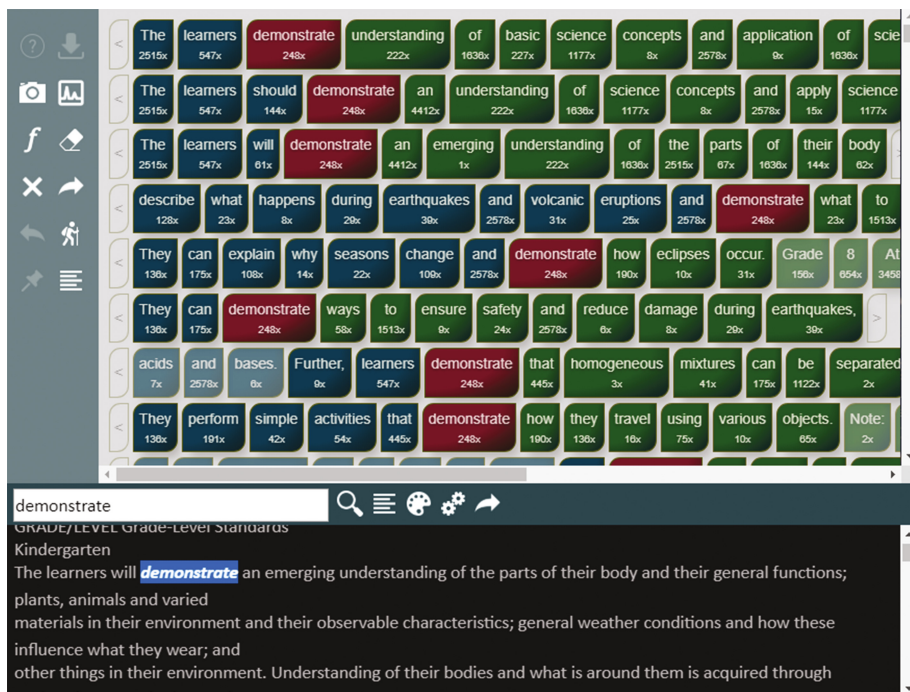 The learners demonstrate understanding of basic science concepts and application of scie
2515x 547x 248x 222x 1636x 227x 1177x 8x 2578x 9x 1636x
The learners should demonstrate an understanding of science concepts and apply science
2515x 547x 144x 248x 4412x 222x 1636x 1177x 8x 2578x 15x 1177x
The learners will demonstrate an emerging understanding of the parts of their body
2515x 547x 61x 248x 4412x 1x 222x 1636x 2515x 67x 1636x 144x 62x
describe what happens during earthquakes and volcanic eruptions and demonstrate what to
128x 23x 8x 29x 39x 2578x 31x 25x 2578x 248x 23x 1513x
They can explain why seasons change and demonstrate how eclipses occur. Grade 8 At
136x 175x 108x 14x 22x 109x 2578x 248x 190x 10x 31x 156x 654x 3458
They can demonstrate ways to ensure safety and reduce damage during earthquakes,
136x 175x 248x 58x 1513x 9x 24x 2578x 6x 8x 29x 39x
acids and bases. Further, learners demonstrate that homogeneous mixtures can be separated
7x 2578x 6x 9x 547x 248x 445x 3x 41x 175x 1122x 2x
They perform simple activities that demonstrate how they travel using various objects. Note:
136x 191x 42x 54x 445x 248x 190x 136x 16x 75x 10x 65x 2x
demonstrate
GRADE/LEVEL Grade-Level Standards
Kindergarten
The learners will demonstrate an emerging understanding of the parts of their body and their general functions;
plants, animals and varied
materials in their environment and their observable characteristics; general weather conditions and how these
influence what they wear; and
other things in their environment. Understanding of their bodies and what is around them is acquired through